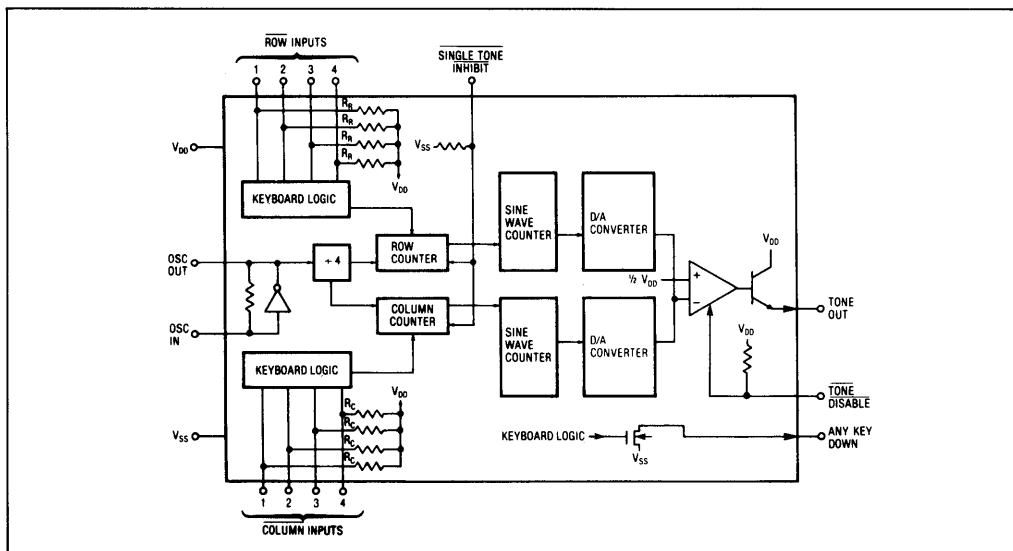 ROW INPUTS
1 2 3 4
SINGLE TONE
INHIBIT
R_R
R_R
R_R
R_R
V_DD
V_SS
V_DD
KEYBOARD LOGIC
OSC
OUT
÷ 4
ROW
COUNTER
SINE
WAVE
COUNTER
D/A
CONVERTER
V_DD
½ V_DD
+
−
TONE
OUT
OSC
IN
COLUMN
COUNTER
SINE
WAVE
COUNTER
D/A
CONVERTER
V_DD
TONE
DISABLE
KEYBOARD LOGIC
V_DD
R_C
R_C
R_C
R_C
V_SS
KEYBOARD LOGIC
V_SS
ANY KEY
DOWN
1 2 3 4
COLUMN INPUTS